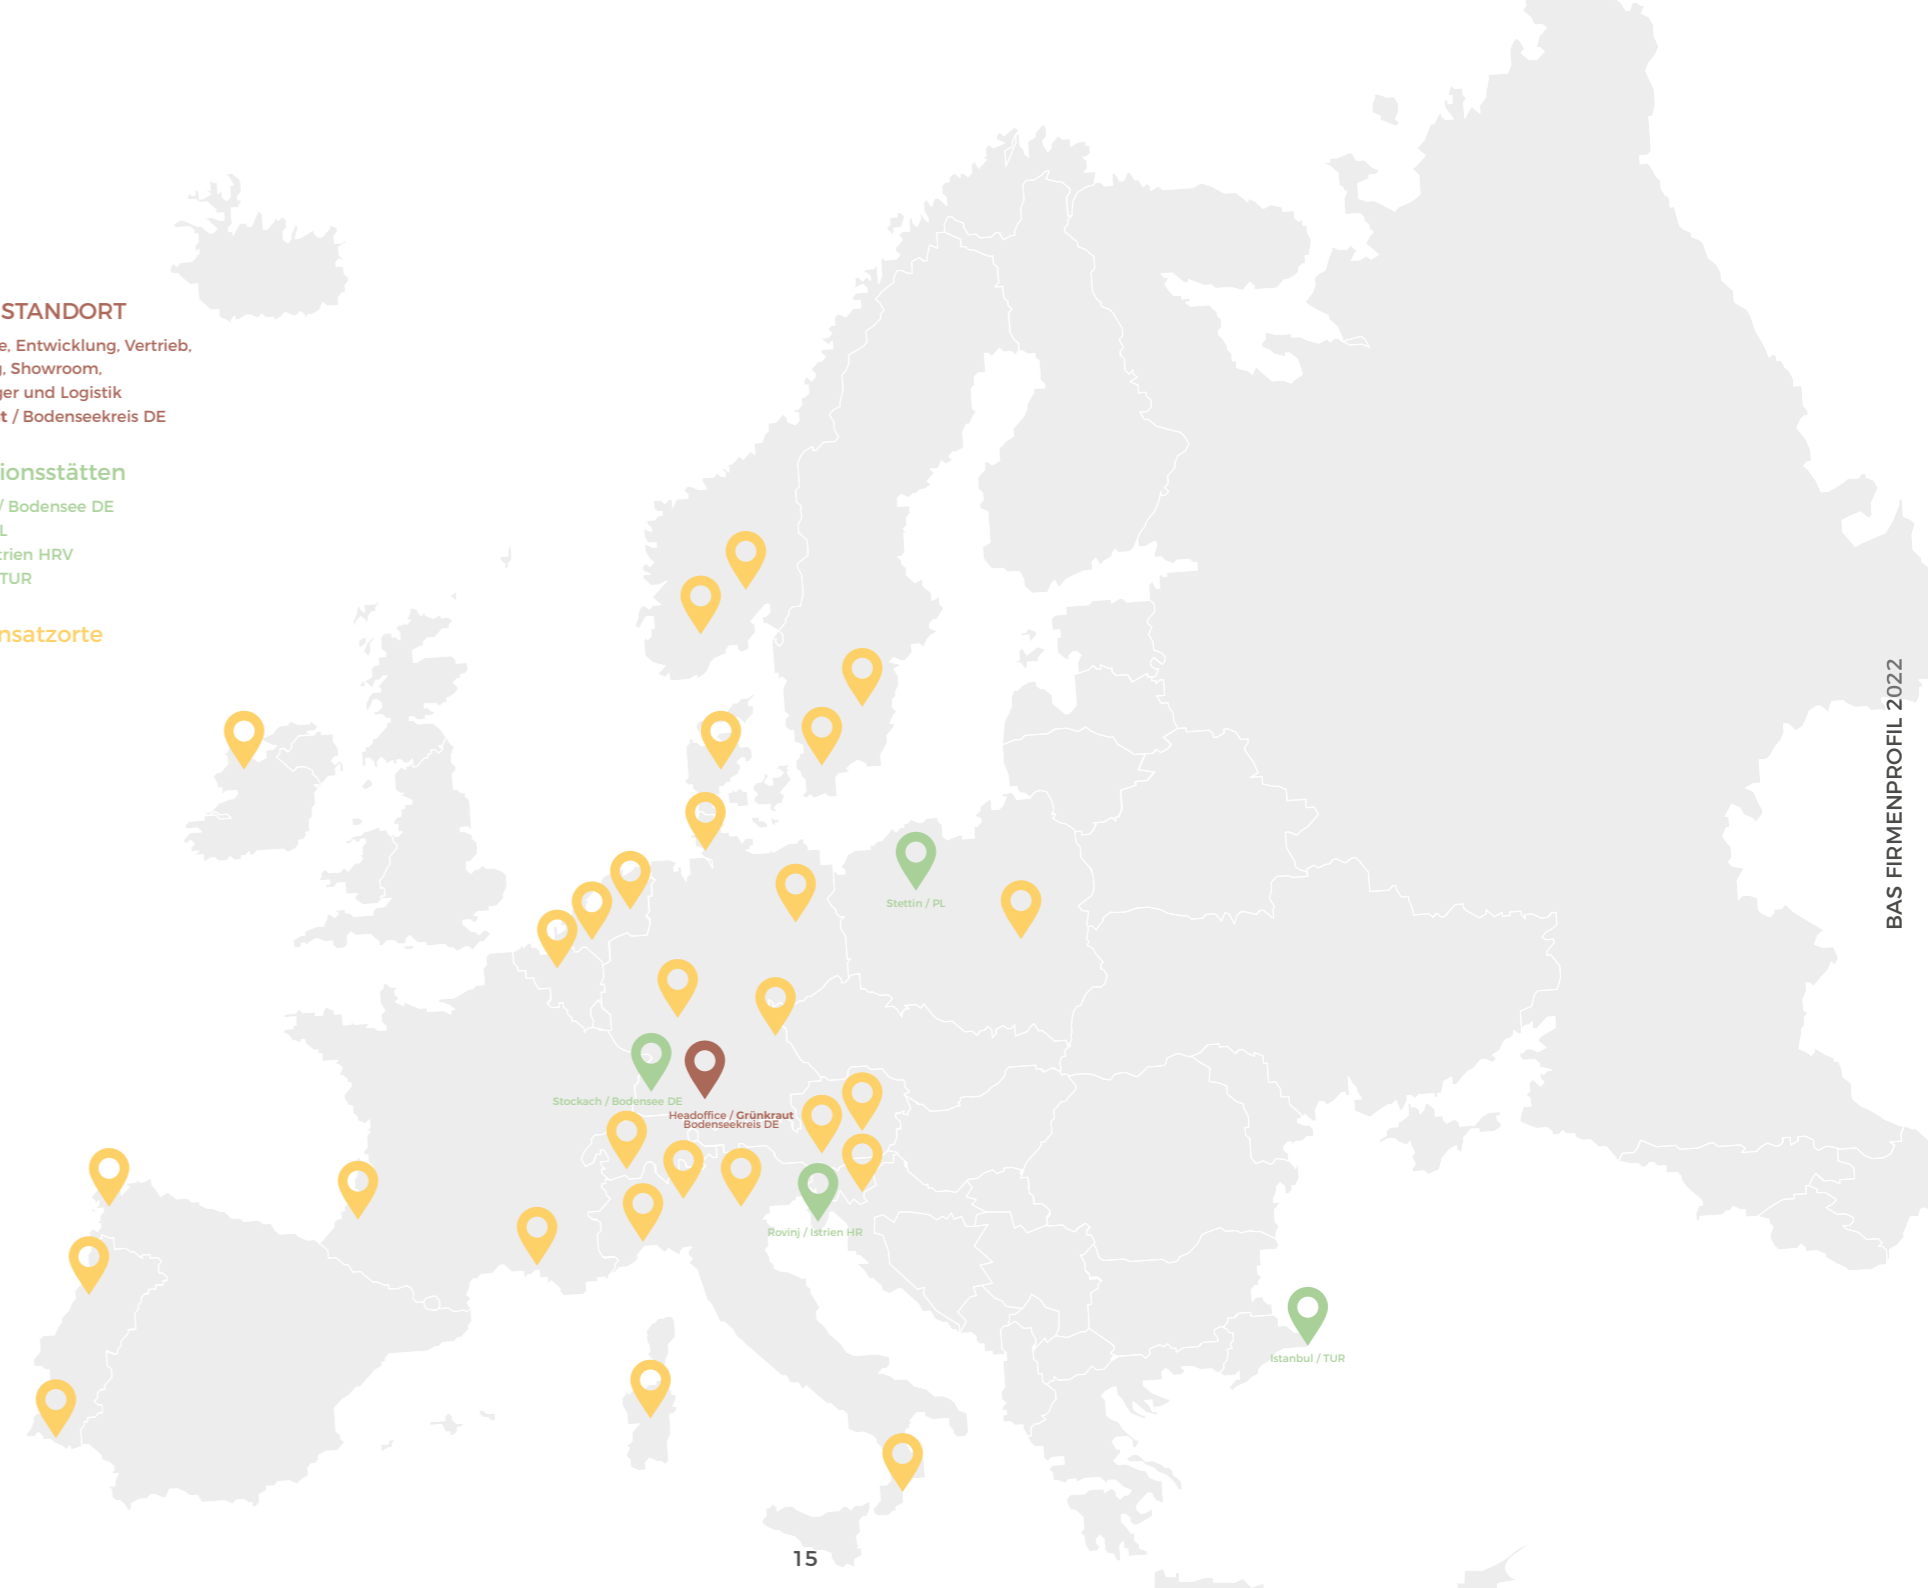 STANDORT
e, Entwicklung, Vertrieb,
g, Showroom,
ger und Logistik
t / Bodenseekreis DE
ionsstätten
/ Bodensee DE
L
trien HRV
TUR
nsatzorte
Stettin / PL
Stockach / Bodensee DE
Headoffice / Grünkraut
Bodenseekreis DE
Rovinj / Istrien HR
Istanbul / TUR
BAS FIRMENPROFIL 2022
15